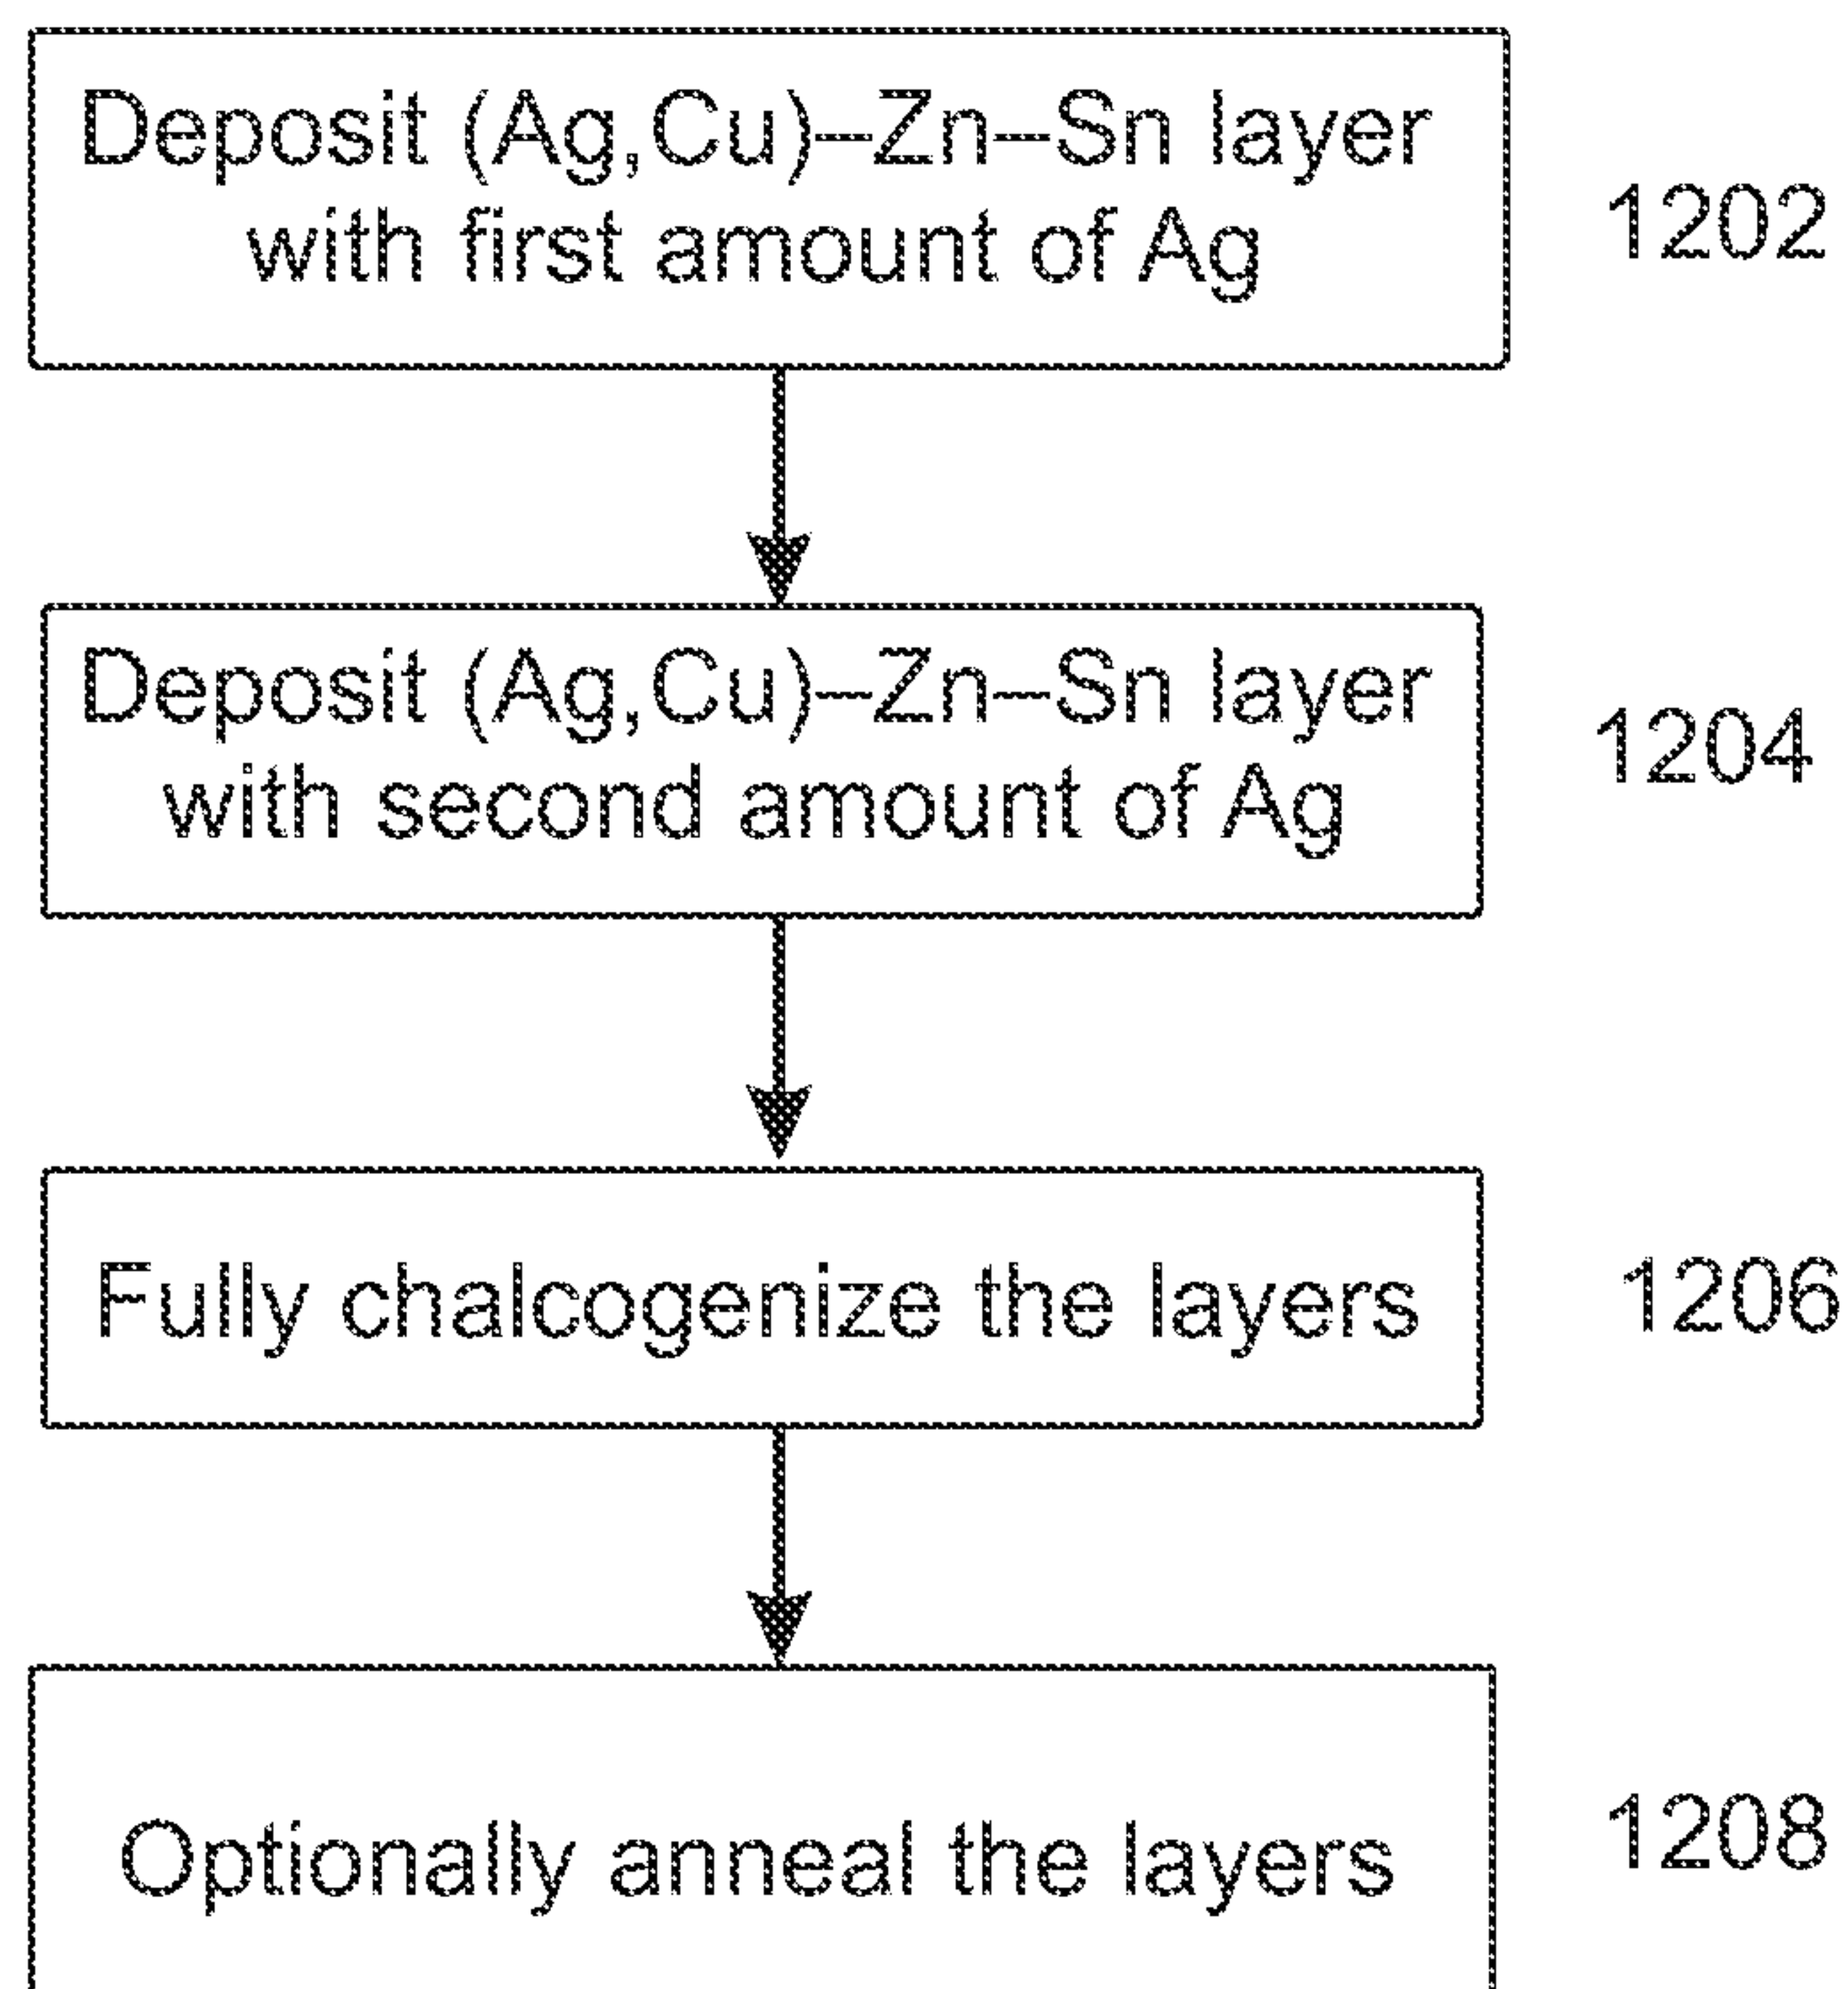 Deposit (Ag,Cu)–Zn–Sn layer
with first amount of Ag
1202
Deposit (Ag,Cu)–Zn–Sn layer
with second amount of Ag
1204
Fully chalcogenize the layers
1206
Optionally anneal the layers
1208